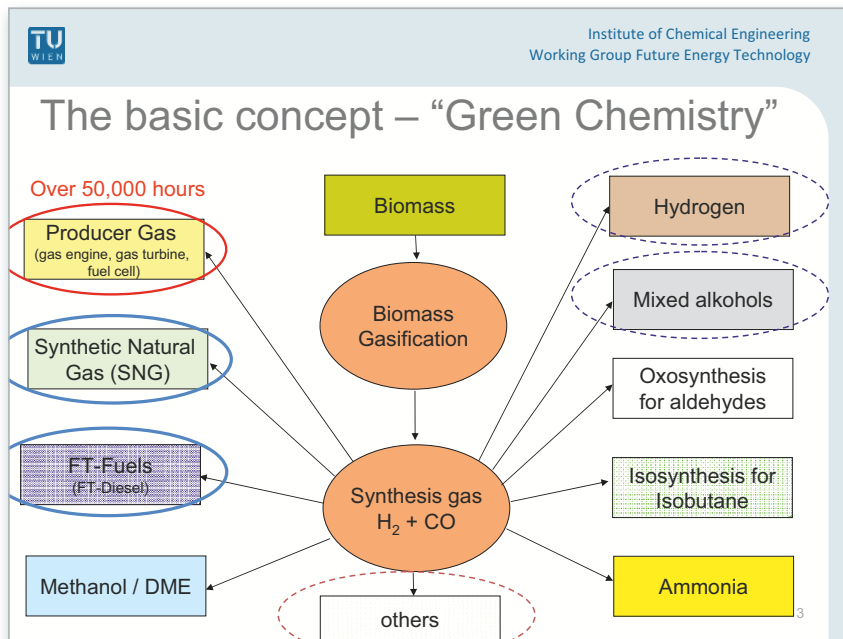 TU
WIEN
Institute of Chemical Engineering
Working Group Future Energy Technology
The basic concept – “Green Chemistry”
Over 50,000 hours
Producer Gas
(gas engine, gas turbine,
fuel cell)
Synthetic Natural
Gas (SNG)
FT-Fuels
(FT-Diesel)
Methanol / DME
Biomass
Biomass
Gasification
Synthesis gas
H₂ + CO
others
Hydrogen
Mixed alkohols
Oxosynthesis
for aldehydes
Isosynthesis for
Isobutane
Ammonia
3